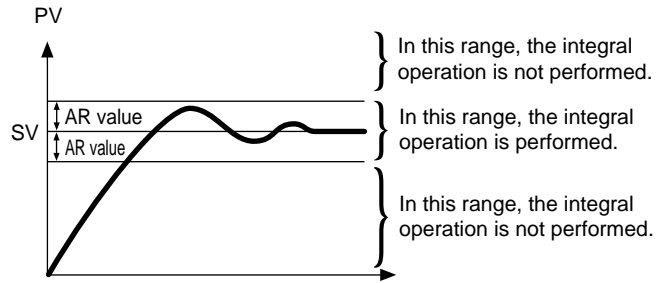 PV
In this range, the integral
operation is not performed.
AR value
SV
AR value
In this range, the integral
operation is performed.
In this range, the integral
operation is not performed.